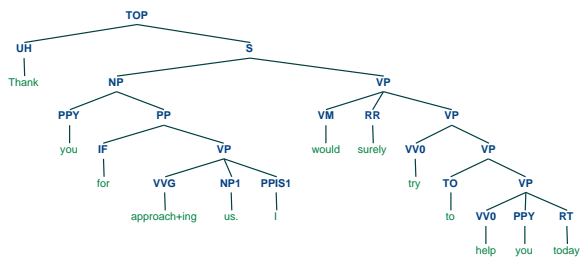 TOP
UH S
Thank NP VP
PPY PP VM RR VP
you IF VP would surely VV0 VP
for VVG NP1 PPIS1 try TO VP
approach+ing us. I to VV0 PPY RT
help you today